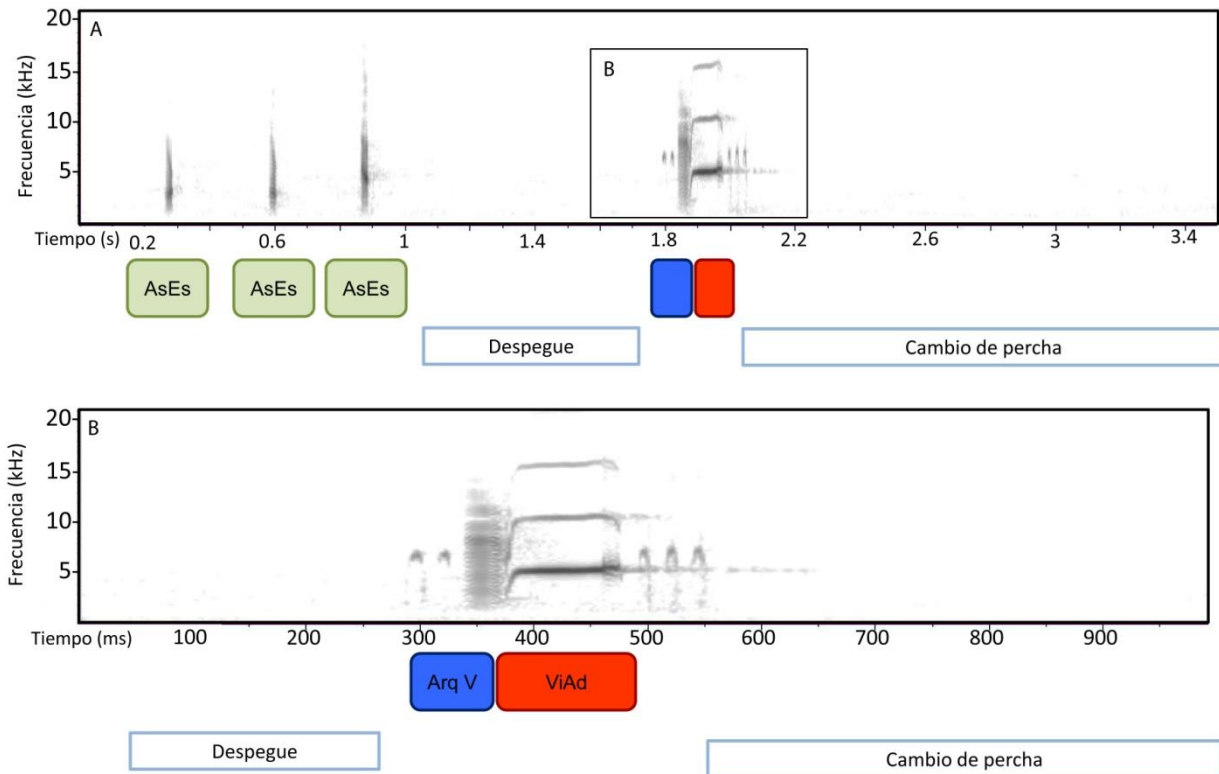 A
B
Frecuencia (kHz)
20
15
10
5
Tiempo (s) 0.2 0.6 1 1.4 1.8 2.2 2.6 3 3.4
AsEs AsEs AsEs
Despegue Cambio de percha
B
Frecuencia (kHz)
20
15
10
5
Tiempo (ms) 100 200 300 400 500 600 700 800 900
Arq V ViAd
Despegue Cambio de percha